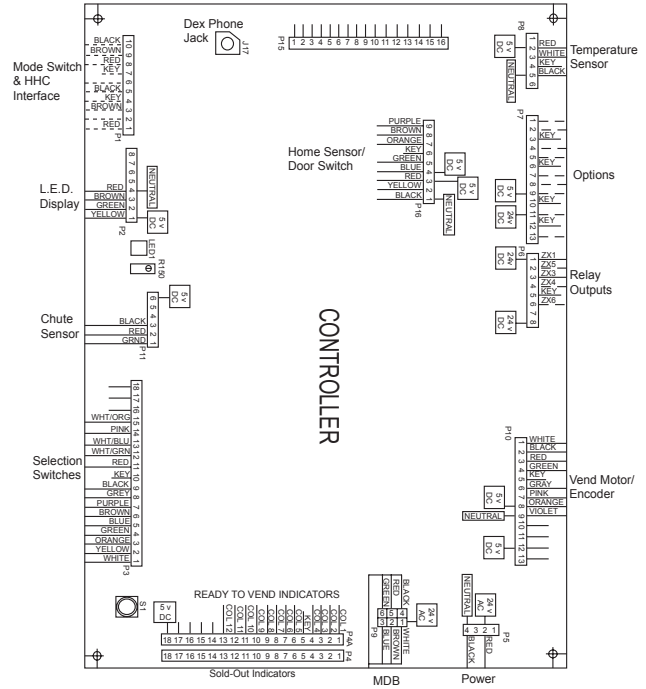 Dex Phone
Jack
J17
P15
1 2 3 4 5 6 7 8 9 10 11 12 13 14 15 16
Mode Switch
& HHC
Interface
BLACK
BROWN
RED
KEY
BLACK
KEY
BROWN
RED
10 9 8 7 6 5 4 3 2 1
P1
L.E.D.
Display
RED
BROWN
GREEN
YELLOW
8 7 6 5 4 3 2 1
P2
NEUTRAL
5 v
DC
LED1
R150
Chute
Sensor
BLACK
RED
GRND
6 5 4 3 2 1
P11
5 v
DC
Selection
Switches
WHT/ORG
PINK
WHT/BLU
WHT/GRN
RED
KEY
BLACK
GREY
PURPLE
BROWN
BLUE
GREEN
ORANGE
YELLOW
WHITE
18 17 16 15 14 13 12 11 10 9 8 7 6 5 4 3 2 1
P3
Home Sensor/
Door Switch
PURPLE
BROWN
ORANGE
KEY
GREEN
BLUE
RED
YELLOW
BLACK
9 8 7 6 5 4 3 2 1
P16
5 v
DC
5 v
DC
NEUTRAL
CONTROLLER
P8
5 v
DC
NEUTRAL
1 2 3 4 5 6
RED
WHITE
KEY
BLACK
Temperature
Sensor
P7
1 2 3 4 5 6 7 8 9 10 11 12 13
KEY
KEY
KEY
KEY
5 v
DC
24v
DC
Options
P6
24v
DC
1 2 3 4 5 6 7 8
ZX1
ZX5
ZX3
ZX4
KEY
ZX6
24 v
DC
Relay
Outputs
P10
1 2 3 4 5 6 7 8 9 10 11 12 13
WHITE
BLACK
RED
GREEN
KEY
GRAY
PINK
ORANGE
VIOLET
5 v
DC
NEUTRAL
5 v
DC
Vend Motor/
Encoder
S1
5 v
DC
READY TO VEND INDICATORS
COL 12
COL 11
COL 10
COL 9
COL 8
COL 7
COL 6
COL 5
KEY
COL 4
COL 3
COL 2
COL 1
18 17 16 15 14 13 12 11 10 9 8 7 6 5 4 3 2 1
P4A
18 17 16 15 14 13 12 11 10 9 8 7 6 5 4 3 2 1
P4
Sold-Out Indicators
GREEN
RED
BLACK
6 5 4
3 2 1
BLUE
BROWN
WHITE
P9
24 v
AC
MDB
NEUTRAL
24 v
AC
4 3 2 1
P5
BLACK
RED
Power